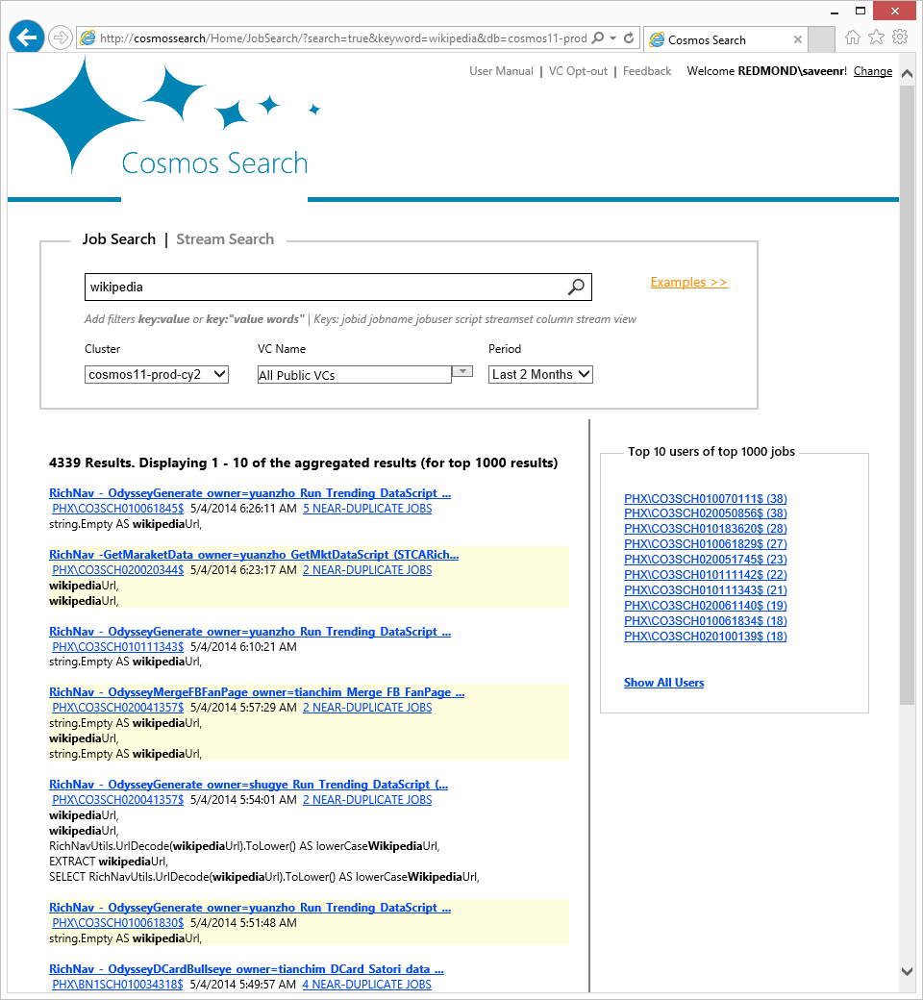 http://cosmossearch/Home/JobSearch/?search=true&keyword=wikipedia&db=cosmos11-prod
Cosmos Search
User Manual | VC Opt-out | Feedback Welcome REDMOND\saveenr! Change
Cosmos Search
Job Search | Stream Search
wikipedia
Examples >>
Add filters key:value or key:"value words" | Keys: jobid jobname jobuser script streamset column stream view
Cluster VC Name Period
cosmos11-prod-cy2 All Public VCs Last 2 Months
4339 Results. Displaying 1 - 10 of the aggregated results (for top 1000 results)
RichNav - OdysseyGenerate owner=yuanzho Run Trending DataScript ...
PHX\CO3SCH010061845$ 5/4/2014 6:26:11 AM 5 NEAR-DUPLICATE JOBS
string.Empty AS wikipediaUrl,
RichNav -GetMaraketData owner=yuanzho GetMktDataScript (STCARich...
PHX\CO3SCH020020344$ 5/4/2014 6:23:17 AM 2 NEAR-DUPLICATE JOBS
wikipediaUrl,
wikipediaUrl,
RichNav - OdysseyGenerate owner=yuanzho Run Trending DataScript ...
PHX\CO3SCH010111343$ 5/4/2014 6:10:21 AM
string.Empty AS wikipediaUrl,
RichNav - OdysseyMergeFBFanPage owner=tianchim Merge FB FanPage ...
PHX\CO3SCH020041357$ 5/4/2014 5:57:29 AM 2 NEAR-DUPLICATE JOBS
string.Empty AS wikipediaUrl,
wikipediaUrl,
string.Empty AS wikipediaUrl,
RichNav - OdysseyGenerate owner=shugye Run Trending DataScript (...
PHX\CO3SCH020041357$ 5/4/2014 5:54:01 AM 2 NEAR-DUPLICATE JOBS
wikipediaUrl,
wikipediaUrl,
RichNavUtils.UrlDecode(wikipediaUrl).ToLower() AS lowerCaseWikipediaUrl,
EXTRACT wikipediaUrl,
SELECT RichNavUtils.UrlDecode(wikipediaUrl).ToLower() AS lowerCaseWikipediaUrl,
RichNav - OdysseyGenerate owner=yuanzho Run Trending DataScript ...
PHX\CO3SCH010061830$ 5/4/2014 5:51:48 AM
string.Empty AS wikipediaUrl,
RichNav - OdysseyDCardBullseye owner=tianchim DCard Satori data ...
PHX\BN1SCH010034318$ 5/4/2014 5:49:57 AM 4 NEAR-DUPLICATE JOBS
Top 10 users of top 1000 jobs
PHX\CO3SCH010070111$ (38)
PHX\CO3SCH020050856$ (38)
PHX\CO3SCH010183620$ (28)
PHX\CO3SCH010061829$ (27)
PHX\CO3SCH020051745$ (23)
PHX\CO3SCH010111142$ (22)
PHX\CO3SCH010111343$ (21)
PHX\CO3SCH020061140$ (19)
PHX\CO3SCH010061834$ (18)
PHX\CO3SCH020100139$ (18)
Show All Users